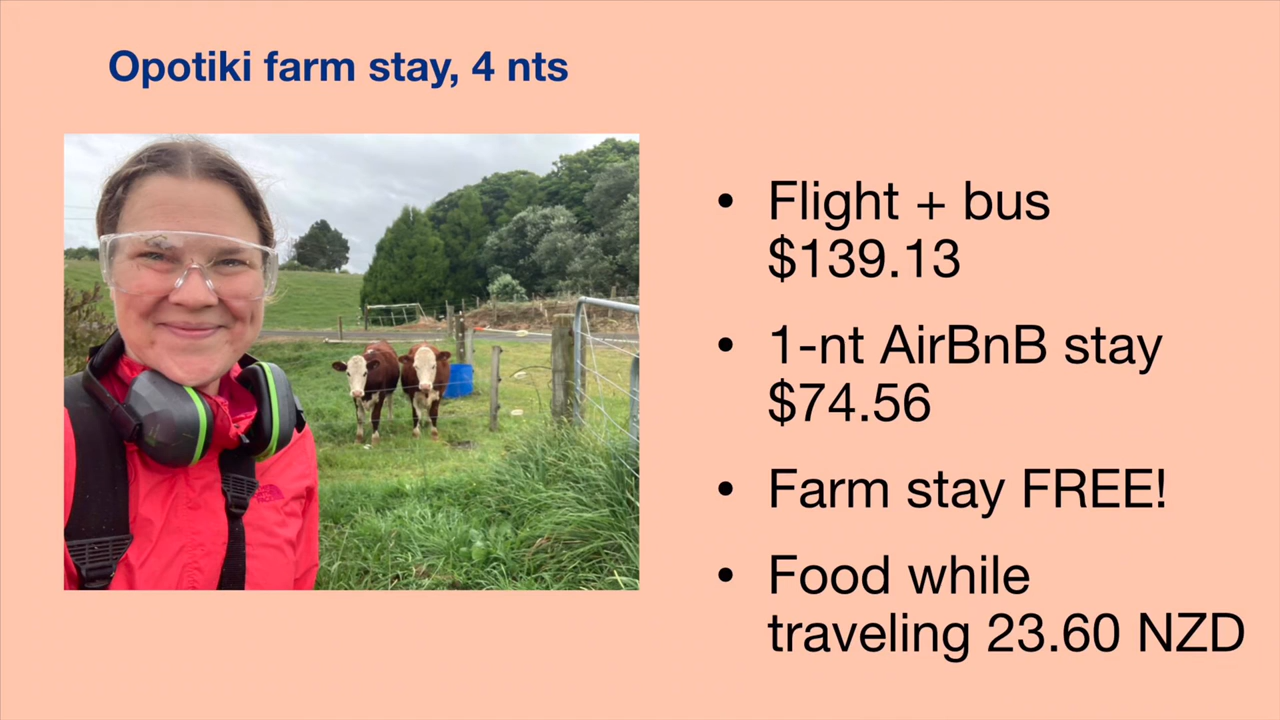 Opotiki farm stay, 4 nts
• Flight + bus
$139.13
• 1-nt AirBnB stay
$74.56
• Farm stay FREE!
• Food while
traveling 23.60 NZD